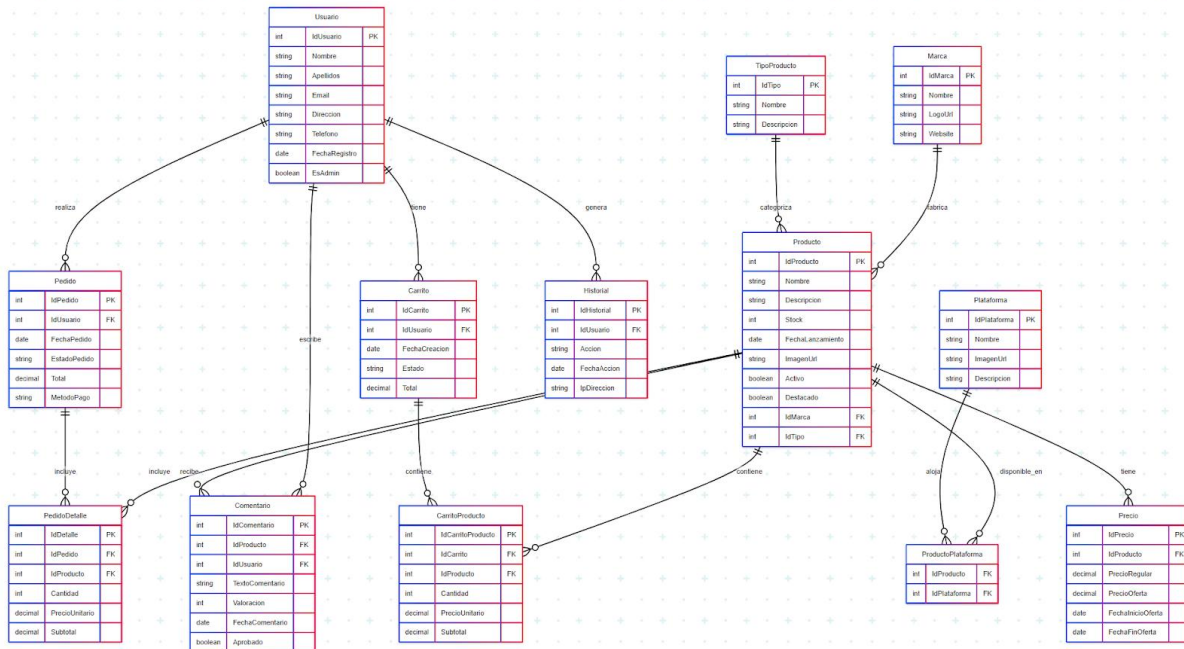 Usuario
int IdUsuario PK
string Nombre
string Apellidos
string Email
string Direccion
string Telefono
date FechaRegistro
boolean EsAdmin
TipoProducto
int IdTipo PK
string Nombre
string Descripcion
Marca
int IdMarca PK
string Nombre
string LogoUrl
string Website
realiza
escribe
tiene
genera
categoriza
fabrica
Pedido
int IdPedido PK
int IdUsuario FK
date FechaPedido
string EstadoPedido
decimal Total
string MetodoPago
Carrito
int IdCarrito PK
int IdUsuario FK
date FechaCreacion
string Estado
decimal Total
Historial
int IdHistorial PK
int IdUsuario FK
string Accion
date FechaAccion
string IpDireccion
Producto
int IdProducto PK
string Nombre
string Descripcion
int Stock
date FechaLanzamiento
string ImagenUrl
boolean Activo
boolean Destacado
int IdMarca FK
int IdTipo FK
Plataforma
int IdPlataforma PK
string Nombre
string ImagenUrl
string Descripcion
incluye
incluye
recibe
contiene
contiene
aloja
disponible_en
tiene
PedidoDetalle
int IdDetalle PK
int IdPedido FK
int IdProducto FK
int Cantidad
decimal PrecioUnitario
decimal Subtotal
Comentario
int IdComentario PK
int IdProducto FK
int IdUsuario FK
string TextoComentario
int Valoracion
date FechaComentario
boolean Aprobado
CarritoProducto
int IdCarritoProducto PK
int IdCarrito FK
int IdProducto FK
int Cantidad
decimal PrecioUnitario
decimal Subtotal
ProductoPlataforma
int IdProducto FK
int IdPlataforma FK
Precio
int IdPrecio PK
int IdProducto FK
decimal PrecioRegular
decimal PrecioOferta
date FechaInicioOferta
date FechaFinOferta